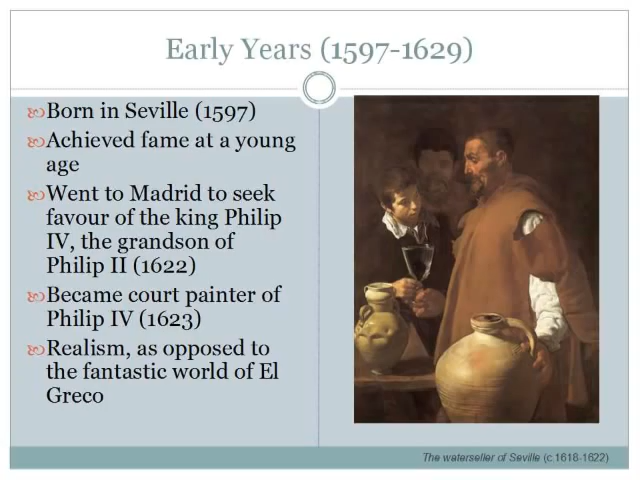 Early Years (1597-1629)
Born in Seville (1597)
Achieved fame at a young
age
Went to Madrid to seek
favour of the king Philip
IV, the grandson of
Philip II (1622)
Became court painter of
Philip IV (1623)
Realism, as opposed to
the fantastic world of El
Greco
The waterseller of Seville (c.1618-1622)